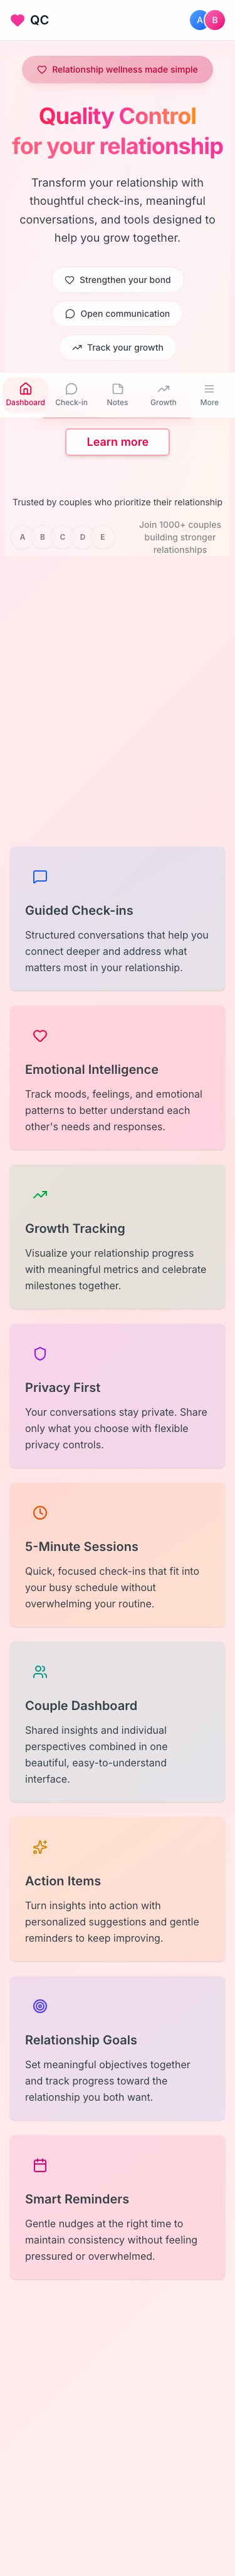 QC
A
B
Relationship wellness made simple
Quality Control
for your relationship
Transform your relationship with
thoughtful check-ins, meaningful
conversations, and tools designed to
help you grow together.
Strengthen your bond
Open communication
Track your growth
Dashboard
Check-in
Notes
Growth
More
Learn more
Trusted by couples who prioritize their relationship
A
B
C
D
E
Join 1000+ couples
building stronger
relationships
Guided Check-ins
Structured conversations that help you
connect deeper and address what
matters most in your relationship.
Emotional Intelligence
Track moods, feelings, and emotional
patterns to better understand each
other's needs and responses.
Growth Tracking
Visualize your relationship progress
with meaningful metrics and celebrate
milestones together.
Privacy First
Your conversations stay private. Share
only what you choose with flexible
privacy controls.
5-Minute Sessions
Quick, focused check-ins that fit into
your busy schedule without
overwhelming your routine.
Couple Dashboard
Shared insights and individual
perspectives combined in one
beautiful, easy-to-understand
interface.
Action Items
Turn insights into action with
personalized suggestions and gentle
reminders to keep improving.
Relationship Goals
Set meaningful objectives together
and track progress toward the
relationship you both want.
Smart Reminders
Gentle nudges at the right time to
maintain consistency without feeling
pressured or overwhelmed.